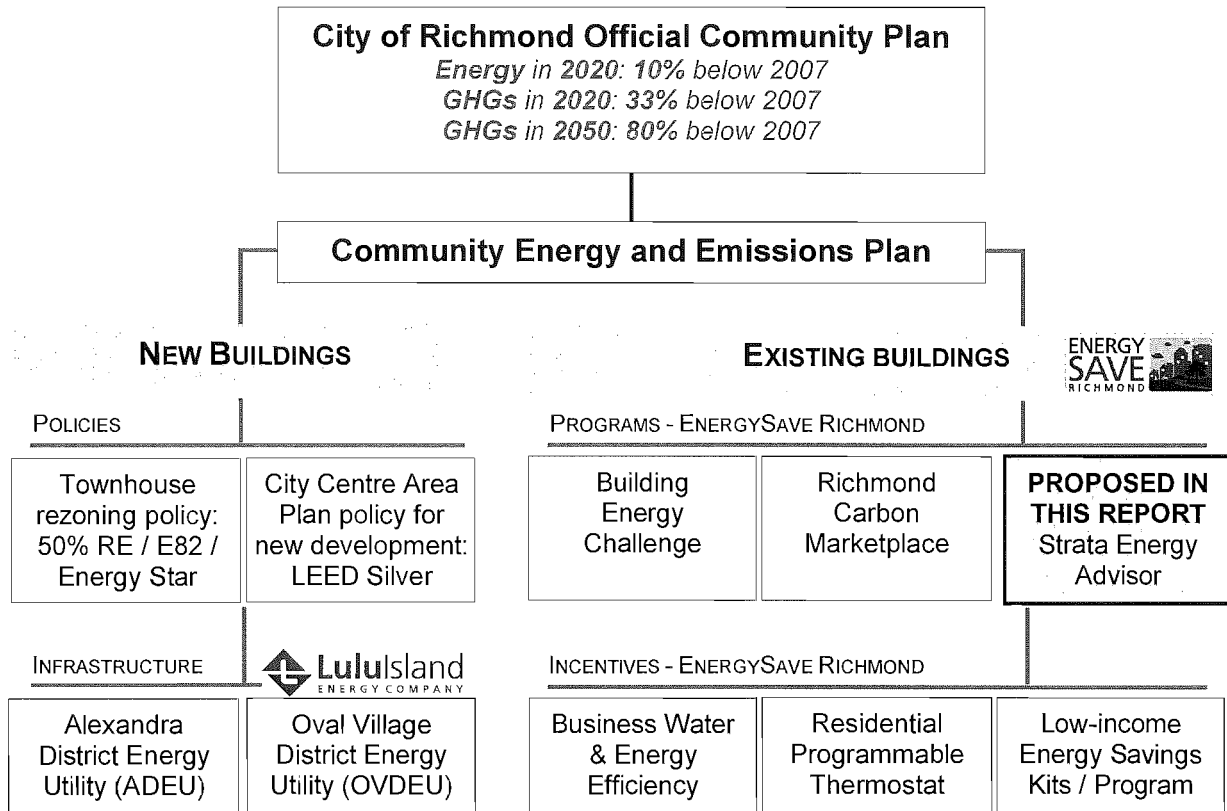 City of Richmond Official Community Plan
Energy in 2020: 10% below 2007
GHGs in 2020: 33% below 2007
GHGs in 2050: 80% below 2007
Community Energy and Emissions Plan
NEW BUILDINGS
EXISTING BUILDINGS
ENERGY
SAVE
RICHMOND
POLICIES
Townhouse
rezoning policy:
50% RE / E82 /
Energy Star
City Centre Area
Plan policy for
new development:
LEED Silver
PROGRAMS - ENERGYSAVE RICHMOND
Building
Energy
Challenge
Richmond
Carbon
Marketplace
PROPOSED IN
THIS REPORT
Strata Energy
Advisor
INFRASTRUCTURE
LuluIsland
ENERGY COMPANY
Alexandra
District Energy
Utility (ADEU)
Oval Village
District Energy
Utility (OVDEU)
INCENTIVES - ENERGYSAVE RICHMOND
Business Water
& Energy
Efficiency
Residential
Programmable
Thermostat
Low-income
Energy Savings
Kits / Program